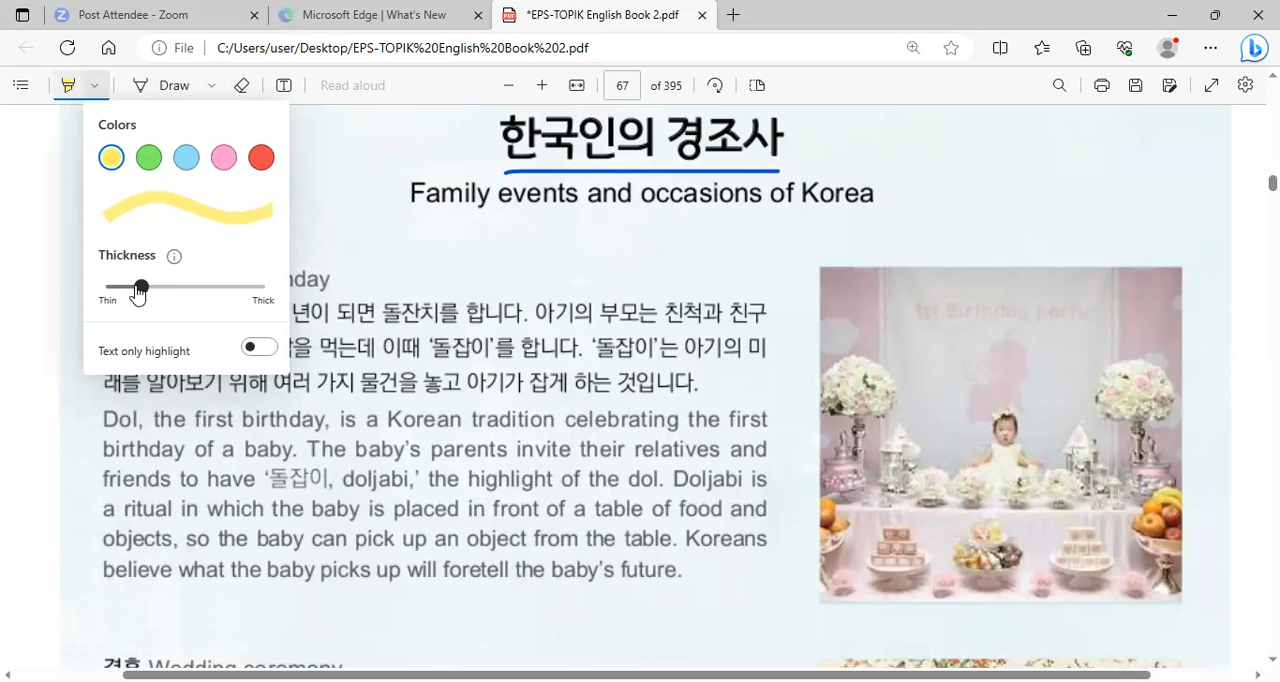 Post Attendee - Zoom
Microsoft Edge | What's New
*EPS-TOPIK English Book 2.pdf
File
C:/Users/user/Desktop/EPS-TOPIK%20English%20Book%202.pdf
Draw
Read aloud
67
of 395
Colors
Thickness
Thin
Thick
Text only highlight
한국인의 경조사
Family events and occasions of Korea
nday
년이 되면 돌잔치를 합니다. 아기의 부모는 친척과 친구
을 먹는데 이때 ‘돌잡이’를 합니다. ‘돌잡이’는 아기의 미
래를 알아보기 위해 여러 가지 물건을 놓고 아기가 잡게 하는 것입니다.
Dol, the first birthday, is a Korean tradition celebrating the first
birthday of a baby. The baby’s parents invite their relatives and
friends to have ‘돌잡이, doljabi,’ the highlight of the dol. Doljabi is
a ritual in which the baby is placed in front of a table of food and
objects, so the baby can pick up an object from the table. Koreans
believe what the baby picks up will foretell the baby’s future.
1st Birthday party
Wedding ceremony